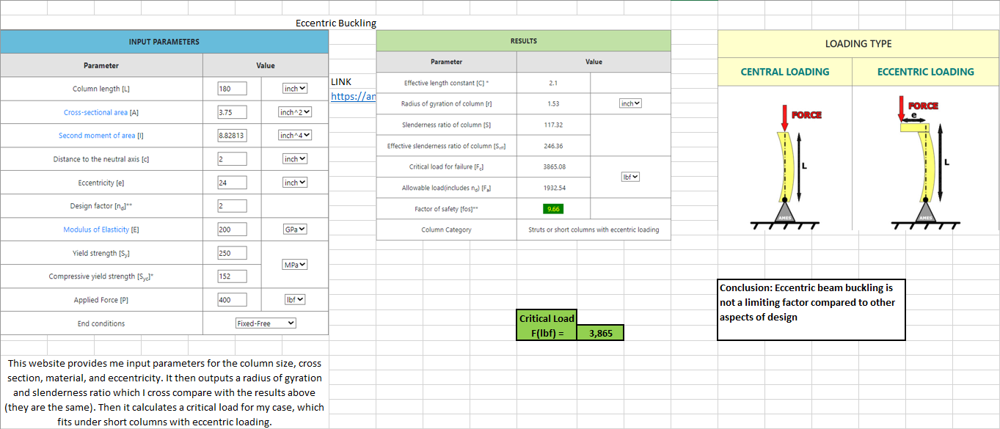 Eccentric Buckling
INPUT PARAMETERS
Parameter Value
Column length [L] 180 inch
Cross-sectional area [A] 3.75 inch^2
Second moment of area [I] 8.82813 inch^4
Distance to the neutral axis [c] 2 inch
Eccentricity [e] 24 inch
Design factor [nd]** 2
Modulus of Elasticity [E] 200 GPa
Yield strength [Sy] 250
MPa
Compressive yield strength [Syc]* 152
Applied Force [P] 400 lbf
End conditions Fixed-Free
LINK
https://an
RESULTS
Parameter Value
Effective length constant [C] * 2.1
Radius of gyration of column [r] 1.53 inch
Slenderness ratio of column [S] 117.32
Effective slenderness ratio of column [Seff] 246.36
Critical load for failure [Fc] 3865.08
lbf
Allowable load(includes nd) [Fa] 1932.54
Factor of safety [fos]** 9.66
Column Category Struts or short columns with eccentric loading
LOADING TYPE
CENTRAL LOADING ECCENTRIC LOADING
FORCE
L
AMES
FORCE
e
L
AMES
Critical Load
F(lbf) = 3,865
Conclusion: Eccentric beam buckling is
not a limiting factor compared to other
aspects of design
This website provides me input parameters for the column size, cross
section, material, and eccentricity. It then outputs a radius of gyration
and slenderness ratio which I cross compare with the results above
(they are the same). Then it calculates a critical load for my case, which
fits under short columns with eccentric loading.